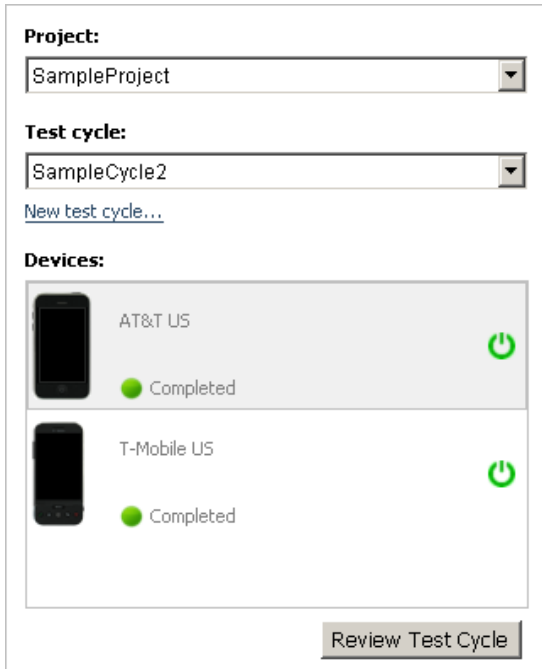 Project:
SampleProject
Test cycle:
SampleCycle2
New test cycle...
Devices:
AT&T US
Completed
T-Mobile US
Completed
Review Test Cycle